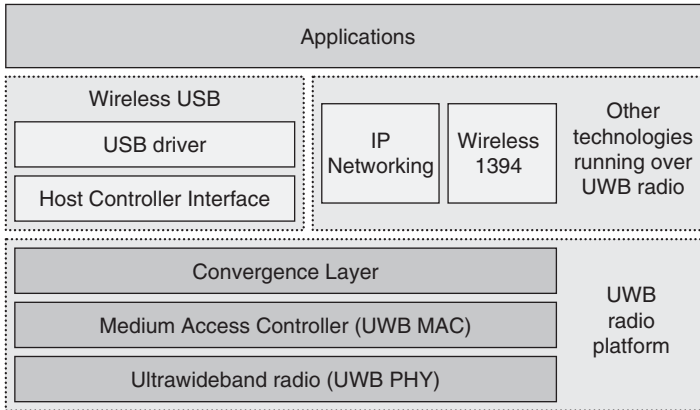 Applications
Wireless USB
USB driver
Host Controller Interface
IP
Networking
Wireless
1394
Other
technologies
running over
UWB radio
Convergence Layer
Medium Access Controller (UWB MAC)
Ultrawideband radio (UWB PHY)
UWB
radio
platform